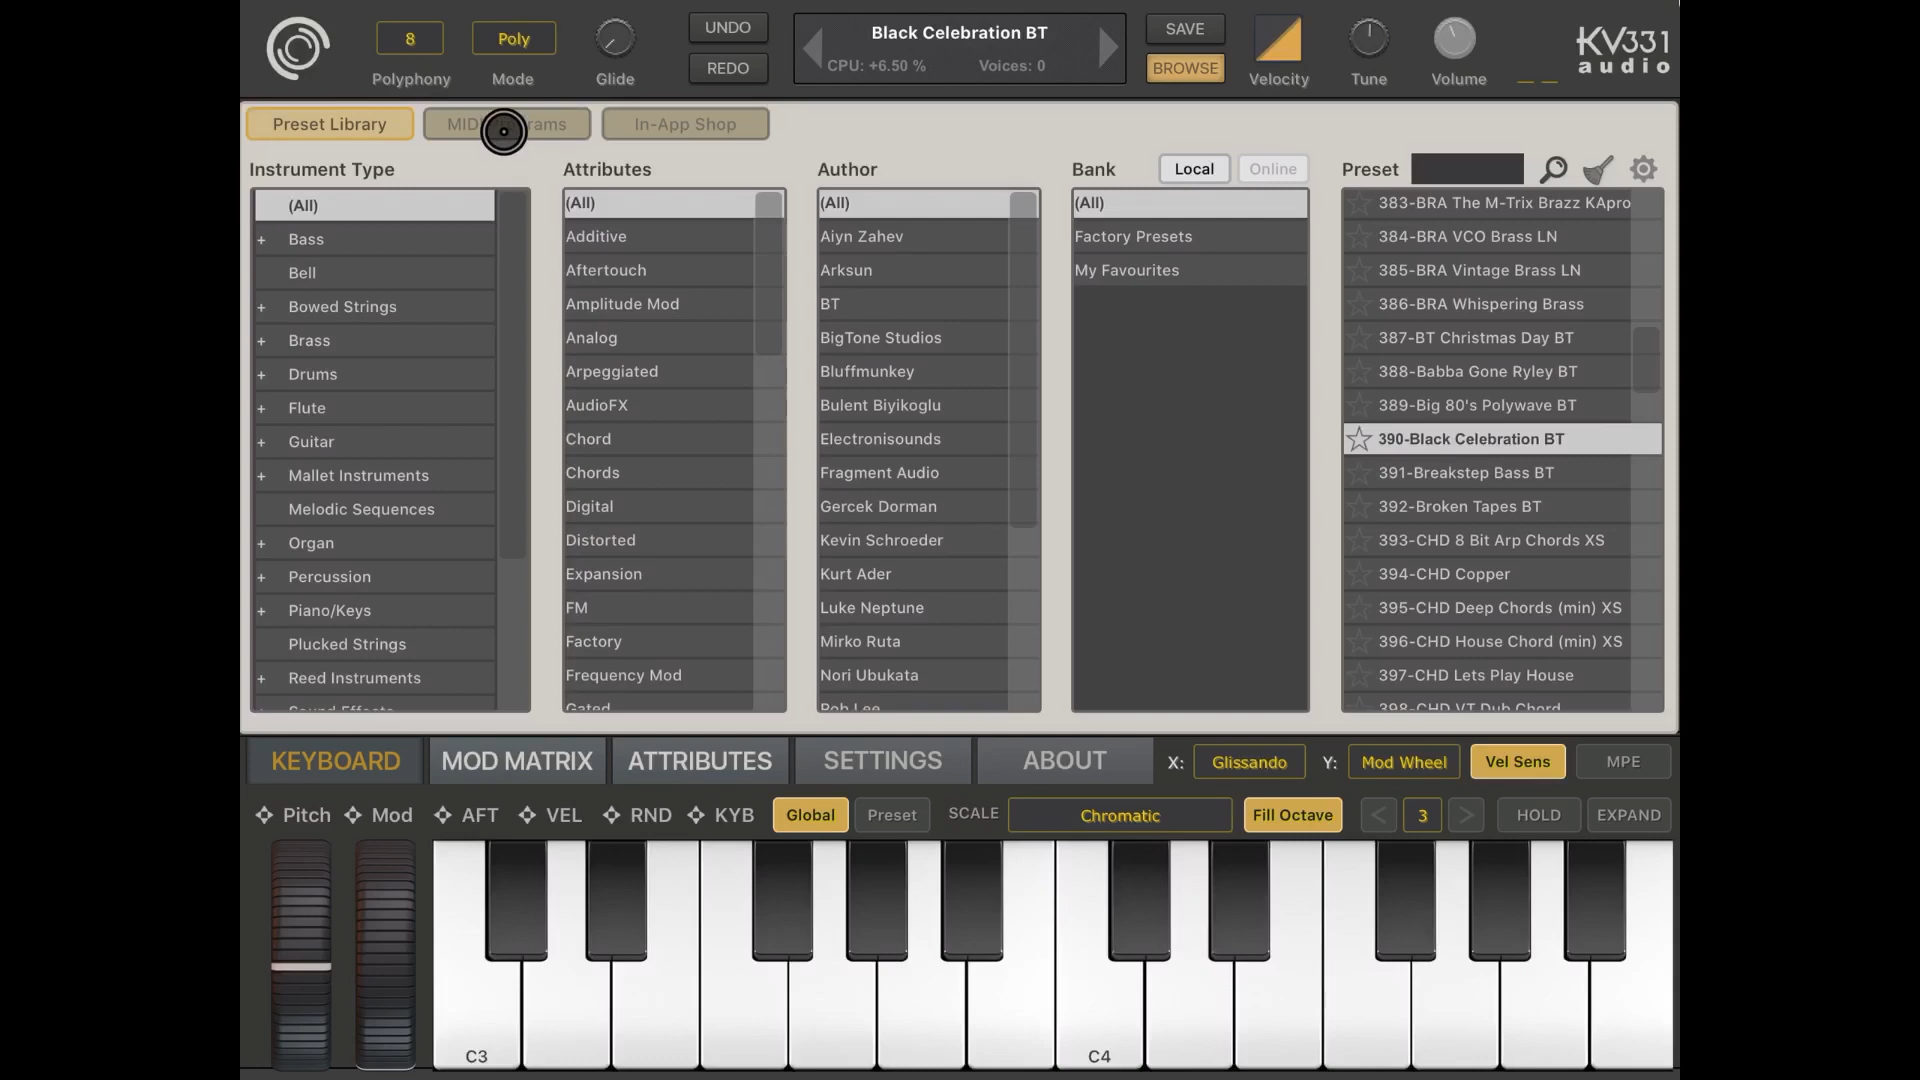 8
Poly
Polyphony
Mode
Glide
UNDO
REDO
Black Celebration BT
CPU: +6.50 %
Voices: 0
SAVE
BROWSE
Velocity
Tune
Volume
KV331
audio
Preset Library
In-App Shop
Instrument Type
(All)
+ Bass
Bell
+ Bowed Strings
+ Brass
+ Drums
+ Flute
+ Guitar
+ Mallet Instruments
Melodic Sequences
+ Organ
+ Percussion
+ Piano/Keys
Plucked Strings
+ Reed Instruments
Sound Effects
Attributes
(All)
Additive
Aftertouch
Amplitude Mod
Analog
Arpeggiated
AudioFX
Chord
Chords
Digital
Distorted
Expansion
FM
Factory
Frequency Mod
Gated
Author
(All)
Aiyn Zahev
Arksun
BT
BigTone Studios
Bluffmunkey
Bulent Biyikoglu
Electronisounds
Fragment Audio
Gercek Dorman
Kevin Schroeder
Kurt Ader
Luke Neptune
Mirko Ruta
Nori Ubukata
Rob Lee
Bank
Local
Online
(All)
Factory Presets
My Favourites
Preset
383-BRA The M-Trix Brazz KApro
384-BRA VCO Brass LN
385-BRA Vintage Brass LN
386-BRA Whispering Brass
387-BT Christmas Day BT
388-Babba Gone Ryley BT
389-Big 80's Polywave BT
390-Black Celebration BT
391-Breakstep Bass BT
392-Broken Tapes BT
393-CHD 8 Bit Arp Chords XS
394-CHD Copper
395-CHD Deep Chords (min) XS
396-CHD House Chord (min) XS
397-CHD Lets Play House
398-CHD VT Dub Chord
KEYBOARD
MOD MATRIX
ATTRIBUTES
SETTINGS
ABOUT
X:
Glissando
Y:
Mod Wheel
Vel Sens
MPE
Pitch
Mod
AFT
VEL
RND
KYB
Global
Preset
SCALE
Chromatic
Fill Octave
<
3
>
HOLD
EXPAND
C3
C4